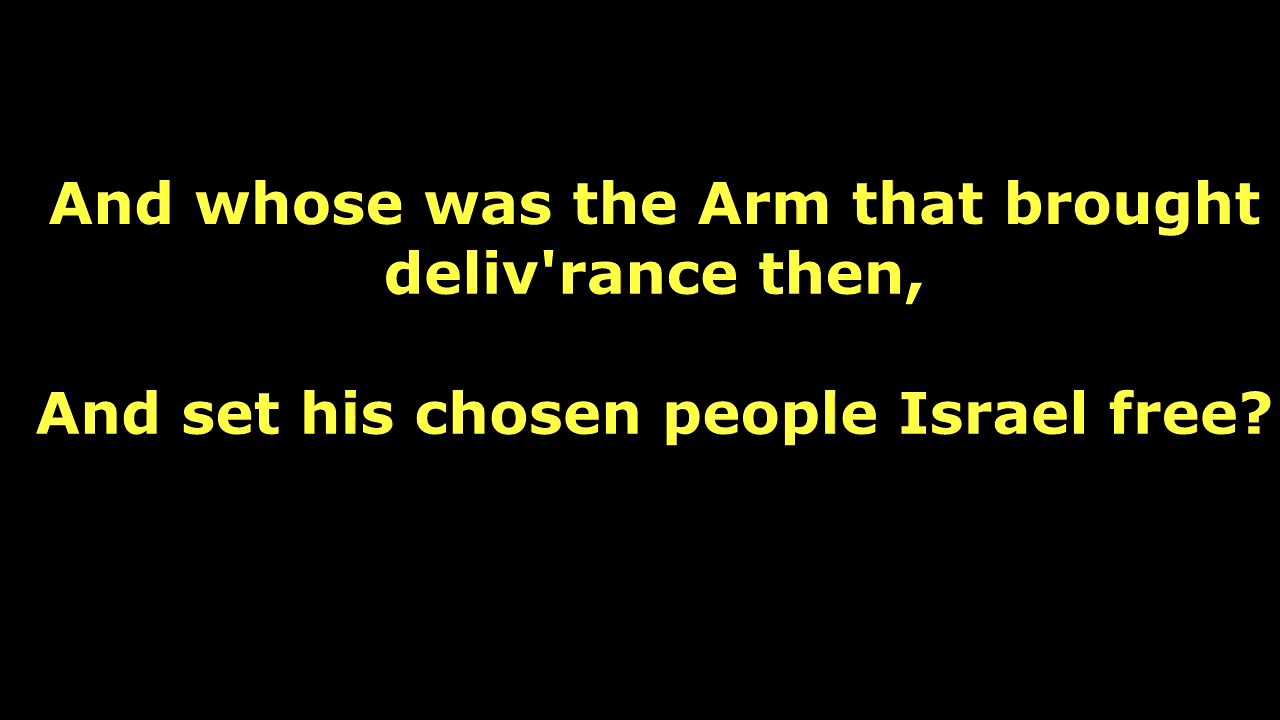 And whose was the Arm that brought
deliv'rance then,
And set his chosen people Israel free?